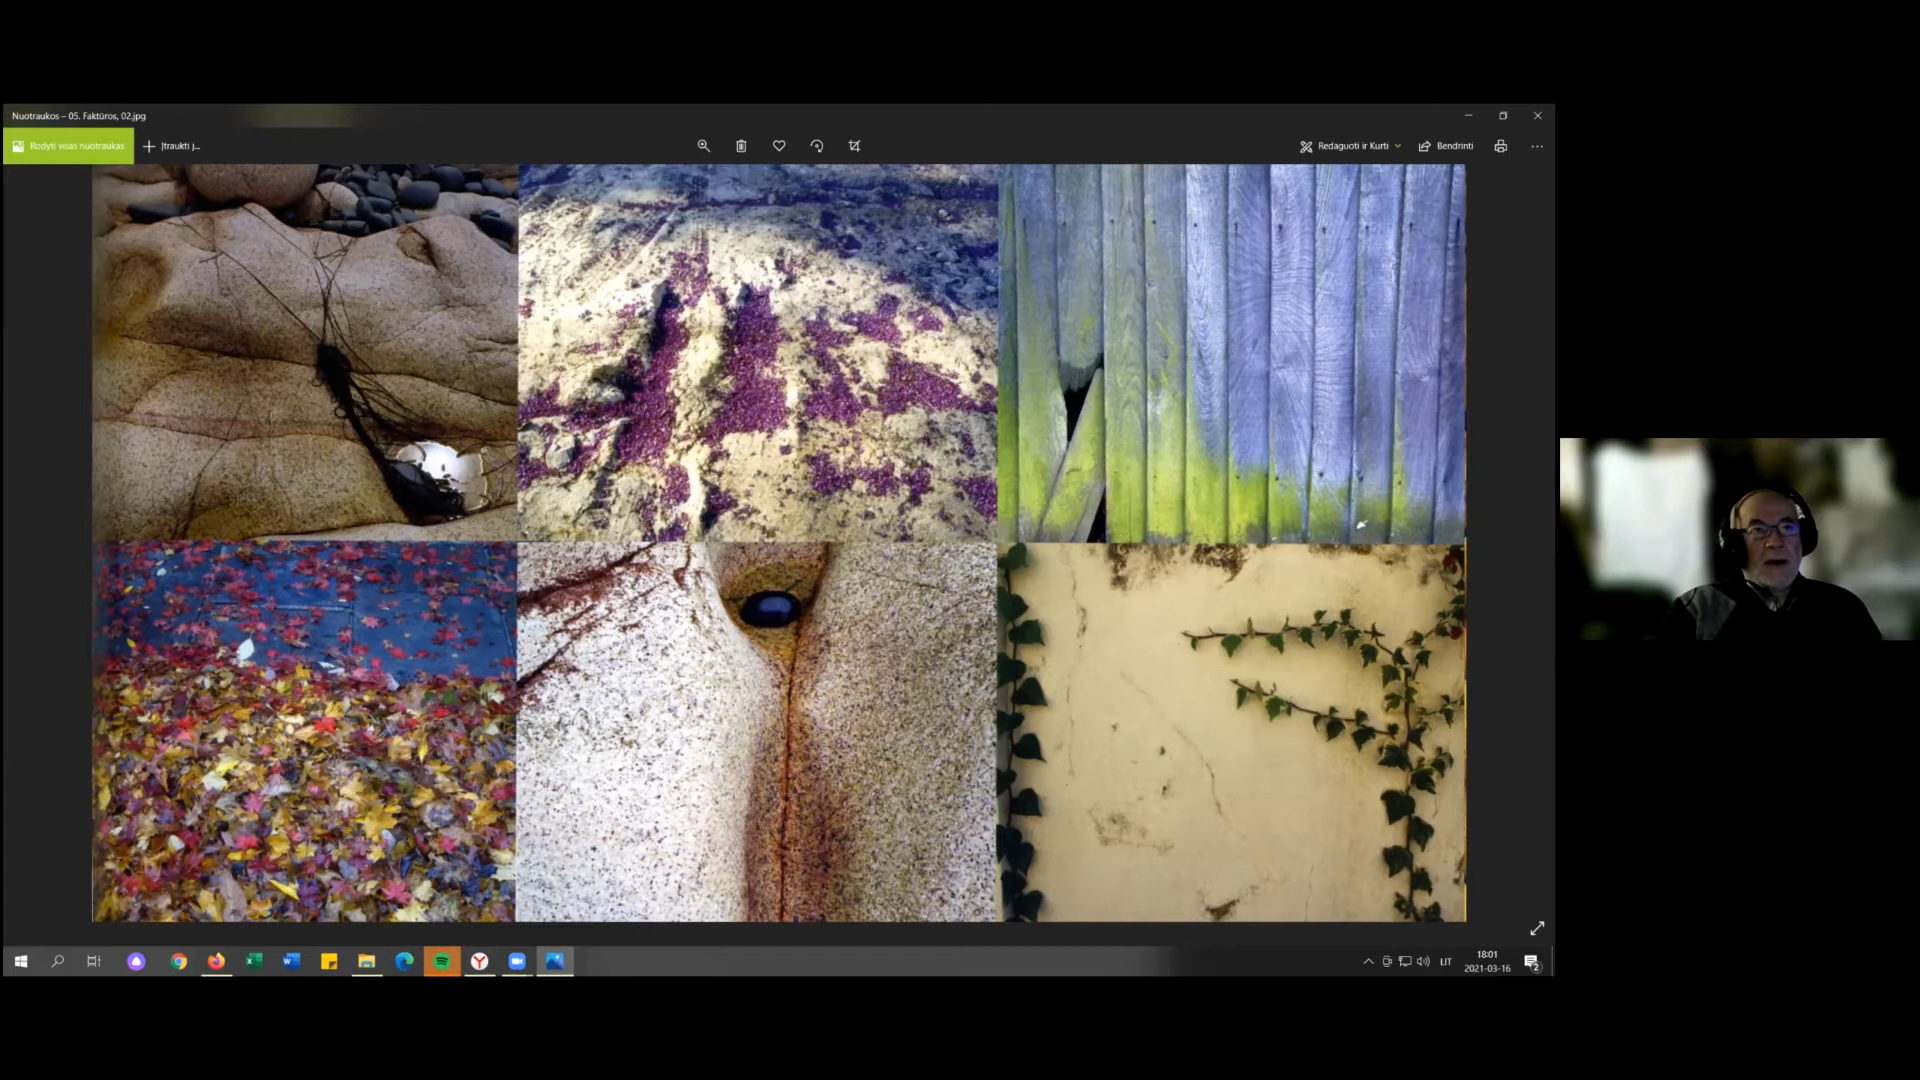 Nuotraukos – 05. Faktūros, 02.jpg
Rodyti visas nuotraukas
Įtraukti į...
Redaguoti ir Kurti
Bendrinti
LIT
18:01
2021-03-16
2